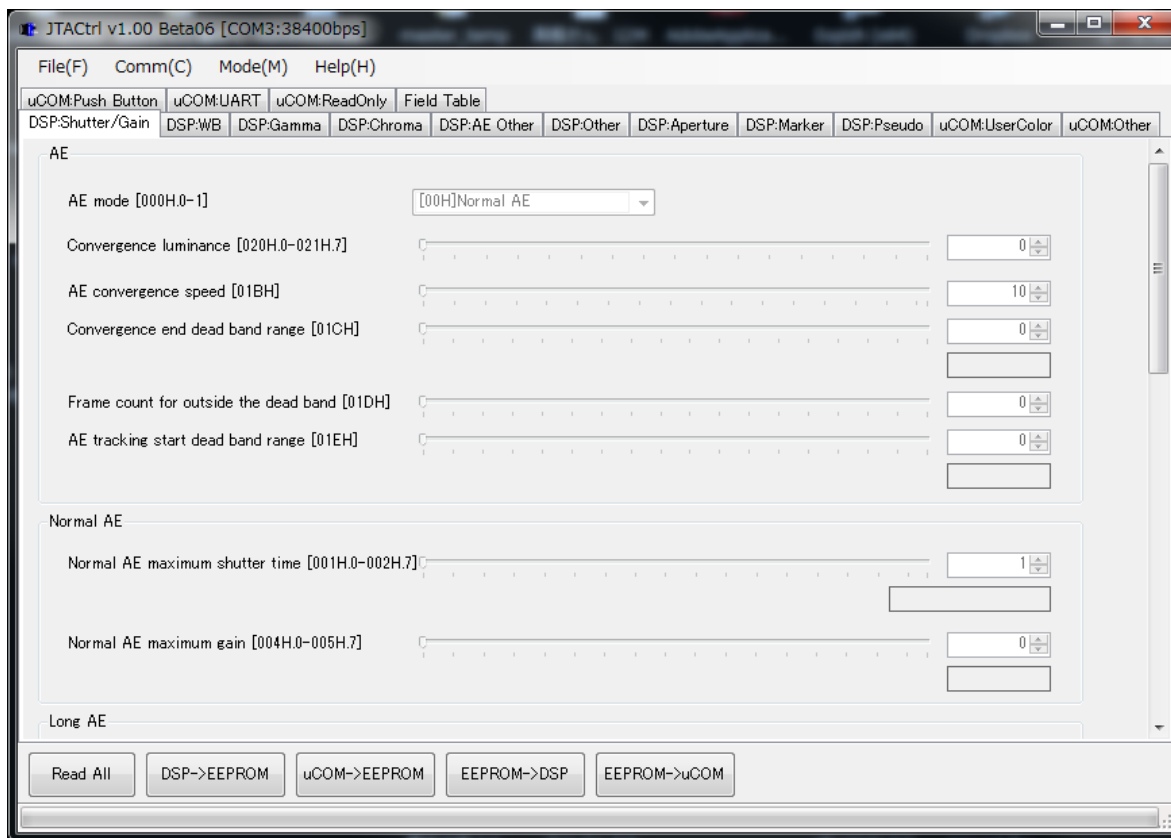 JTACtrl v1.00 Beta06 [COM3:38400bps]
File(F) Comm(C) Mode(M) Help(H)
uCOM:Push Button uCOM:UART uCOM:ReadOnly Field Table
DSP:Shutter/Gain DSP:WB DSP:Gamma DSP:Chroma DSP:AE Other DSP:Other DSP:Aperture DSP:Marker DSP:Pseudo uCOM:UserColor uCOM:Other
AE
AE mode [000H.0-1] [00H]Normal AE
Convergence luminance [020H.0-021H.7] 0
AE convergence speed [01BH] 10
Convergence end dead band range [01CH] 0
Frame count for outside the dead band [01DH] 0
AE tracking start dead band range [01EH] 0
Normal AE
Normal AE maximum shutter time [001H.0-002H.7] 1
Normal AE maximum gain [004H.0-005H.7] 0
Long AE
Read All DSP->EEPROM uCOM->EEPROM EEPROM->DSP EEPROM->uCOM